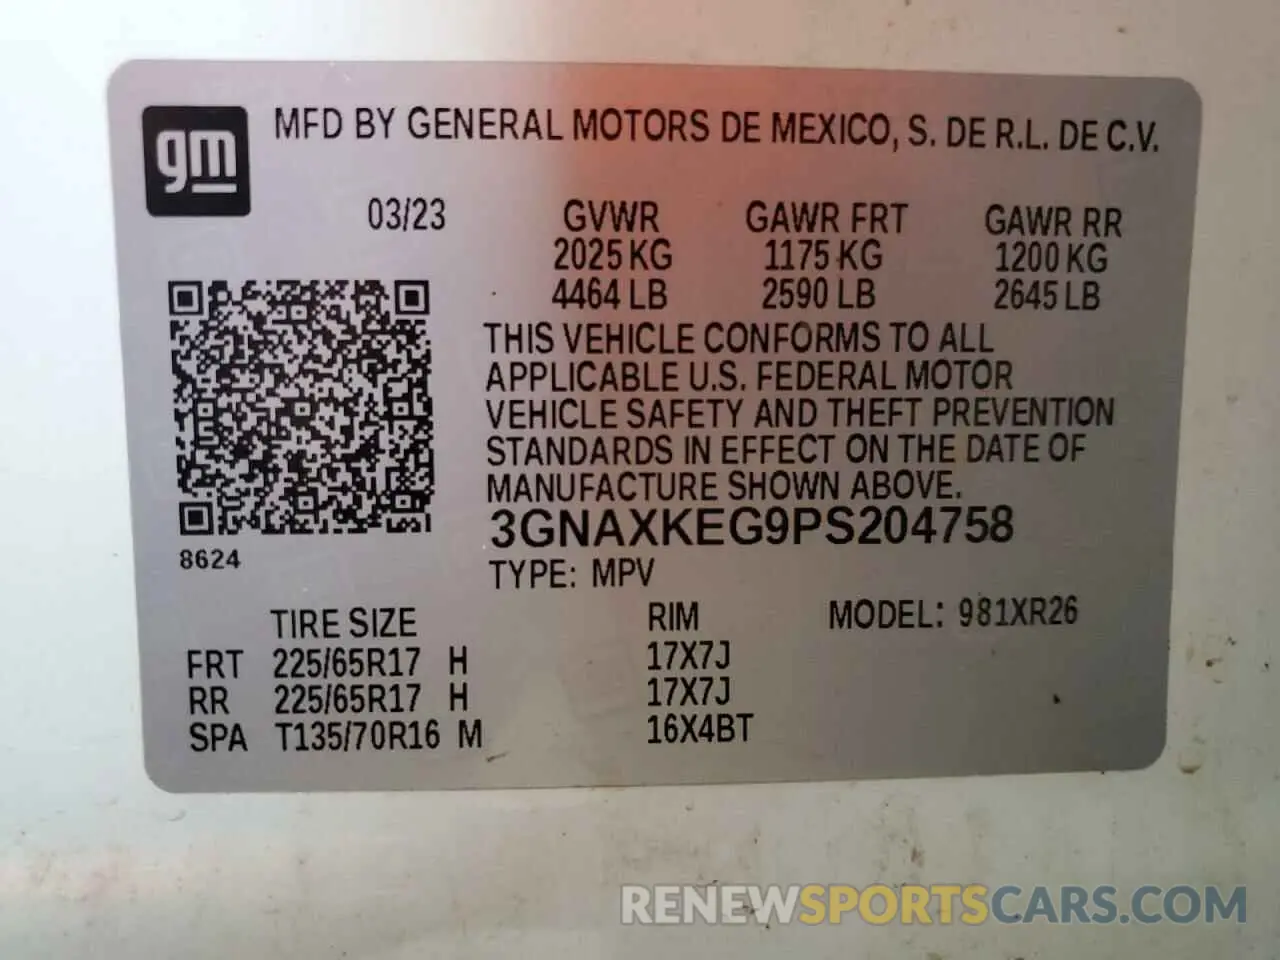 gm MFD BY GENERAL MOTORS DE MEXICO, S. DE R.L. DE C.V.
03/23 GVWR GAWR FRT GAWR RR
2025 KG 1175 KG 1200 KG
4464 LB 2590 LB 2645 LB
THIS VEHICLE CONFORMS TO ALL
APPLICABLE U.S. FEDERAL MOTOR
VEHICLE SAFETY AND THEFT PREVENTION
STANDARDS IN EFFECT ON THE DATE OF
MANUFACTURE SHOWN ABOVE.
3GNAXKEG9PS204758
8624
TYPE: MPV
TIRE SIZE RIM MODEL: 981XR26
FRT 225/65R17 H 17X7J
RR 225/65R17 H 17X7J
SPA T135/70R16 M 16X4BT
RENEWSPORTSCARS.COM